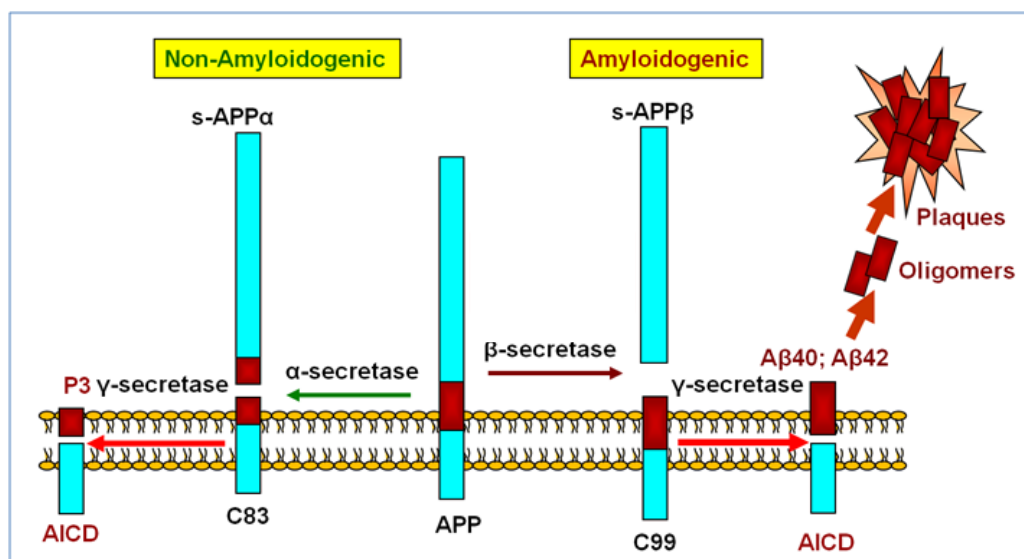 Non-Amyloidogenic
Amyloidogenic
s-APPα
s-APPβ
Plaques
Oligomers
β-secretase
Aβ40; Aβ42
P3
γ-secretase
α-secretase
γ-secretase
AICD
C83
APP
C99
AICD